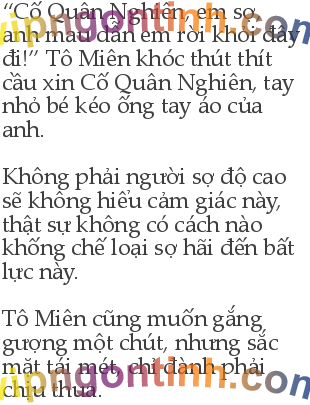 “Cố Quân Nghiên, em sợ,
anh mau dẫn em rời khỏi đây
đi!” Tô Miên khóc thút thít
cầu xin Cố Quân Nghiên, tay
nhỏ bé kéo ống tay áo của
anh.
Không phải người sợ độ cao
sẽ không hiểu cảm giác này,
thật sự không có cách nào
khống chế loại sợ hãi đến bất
lực này.
Tô Miên cũng muốn gắng
gượng một chút, nhưng sắc
mặt tái mét, chỉ đành phải
chịu thua.
vipngontinh.com
vipngontinh.com